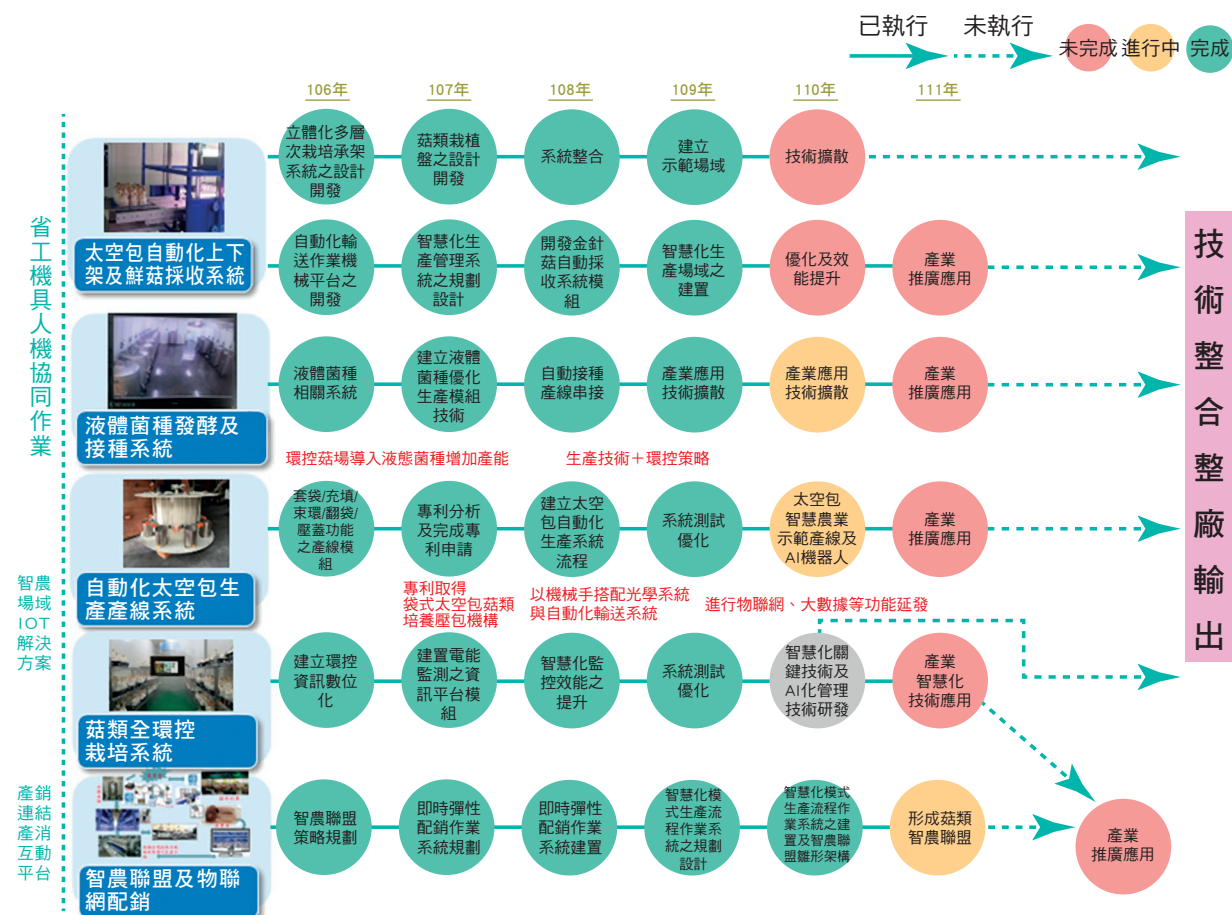 已執行
未執行
未完成
進行中
完成
106年
107年
108年
109年
110年
111年
省工機具人機協同作業
太空包自動化上下
架及鮮菇採收系統
立體化多層
次栽培承架
系統之設計
開發
菇類栽植
盤之設計
開發
系統整合
建立
示範場域
技術擴散
自動化輸
送作業機
械平台之
開發
智慧化生
產管理系
統之規劃
設計
開發金針
菇自動採
收系統模
組
智慧化生
產場域之
建置
優化及效
能提升
產業
推廣應用
液體菌種發酵及
接種系統
液體菌種
相關系統
建立液體
菌種優化
生產模組
技術
自動接種
產線串接
產業應用
技術擴散
產業應用
技術擴散
產業
推廣應用
環控菇場導入液態菌種增加產能
生產技術＋環控策略
自動化太空包生
產產線系統
套袋/充填/
束環/翻袋/
壓蓋功能
之產線模
組
專利分析
及完成專
利申請
建立太空
包自動化
生產系統
流程
系統測試
優化
太空包
智慧農業
示範產線及
AI機器人
產業
推廣應用
專利取得
袋式太空包菇類
培養壓包機構
以機械手搭配光學系統
與自動化輸送系統
進行物聯網、大數據等功能延發
智農
場域
IOT
解決
方案
菇類全環控
栽培系統
建立環控
資訊數位
化
建置電能
監測之資
訊平台模
組
智慧化監
控效能之
提升
系統測試
優化
智慧化關
鍵技術及
AI化管理
技術研發
產業
智慧化
技術應用
產銷
連結
產消
互動
平台
智農聯盟及物聯
網配銷
智農聯盟
策略規劃
即時彈性
配銷作業
系統規劃
即時彈性
配銷作業
系統建置
智慧化模
式生產流
程作業系
統之規劃
設計
智慧化模式
生產流程作
業系統之建
置及智農聯
盟雛形架構
形成菇類
智農聯盟
產業
推廣應用
技術整合整廠輸出